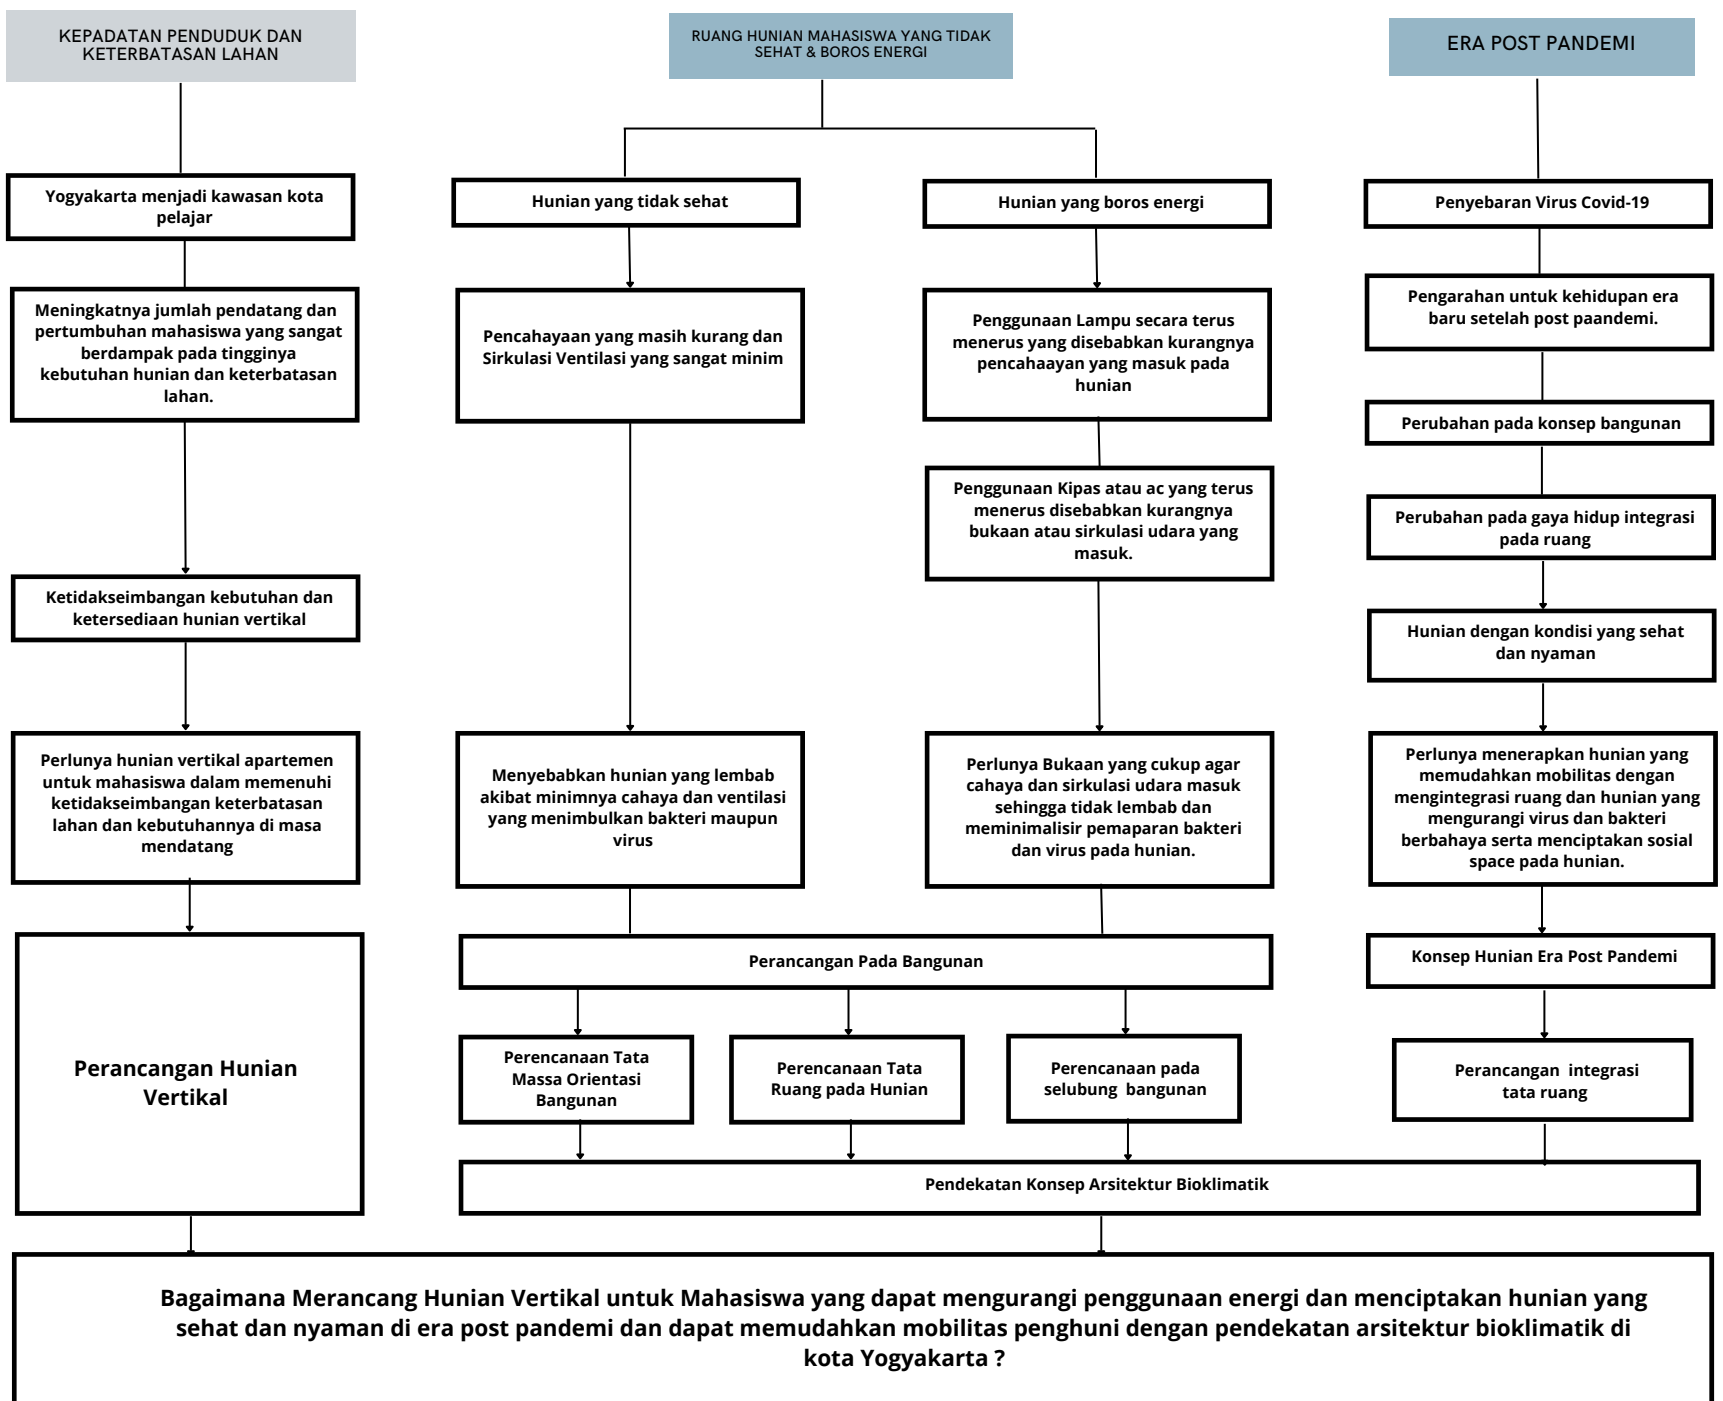 KEPADATAN PENDUDUK DAN
KETERBATASAN LAHAN
Yogyakarta menjadi kawasan kota
pelajar
Meningkatnya jumlah pendatang dan
pertumbuhan mahasiswa yang sangat
berdampak pada tingginya
kebutuhan hunian dan keterbatasan
lahan.
Ketidakseimbangan kebutuhan dan
ketersediaan hunian vertikal
Perlunya hunian vertikal apartemen
untuk mahasiswa dalam memenuhi
ketidakseimbangan keterbatasan
lahan dan kebutuhannya di masa
mendatang
Perancangan Hunian
Vertikal
RUANG HUNIAN MAHASISWA YANG TIDAK
SEHAT & BOROS ENERGI
Hunian yang tidak sehat
Pencahayaan yang masih kurang dan
Sirkulasi Ventilasi yang sangat minim
Menyebabkan hunian yang lembab
akibat minimnya cahaya dan ventilasi
yang menimbulkan bakteri maupun
virus
Hunian yang boros energi
Penggunaan Lampu secara terus
menerus yang disebabkan kurangnya
pencahaayan yang masuk pada
hunian
Penggunaan Kipas atau ac yang terus
menerus disebabkan kurangnya
bukaan atau sirkulasi udara yang
masuk.
Perlunya Bukaan yang cukup agar
cahaya dan sirkulasi udara masuk
sehingga tidak lembab dan
meminimalisir pemaparan bakteri
dan virus pada hunian.
Perancangan Pada Bangunan
Perencanaan Tata
Massa Orientasi
Bangunan
Perencanaan Tata
Ruang pada Hunian
Perencanaan pada
selubung bangunan
ERA POST PANDEMI
Penyebaran Virus Covid-19
Pengarahan untuk kehidupan era
baru setelah post paandemi.
Perubahan pada konsep bangunan
Perubahan pada gaya hidup integrasi
pada ruang
Hunian dengan kondisi yang sehat
dan nyaman
Perlunya menerapkan hunian yang
memudahkan mobilitas dengan
mengintegrasi ruang dan hunian yang
mengurangi virus dan bakteri
berbahaya serta menciptakan sosial
space pada hunian.
Konsep Hunian Era Post Pandemi
Perancangan integrasi
tata ruang
Pendekatan Konsep Arsitektur Bioklimatik
Bagaimana Merancang Hunian Vertikal untuk Mahasiswa yang dapat mengurangi penggunaan energi dan menciptakan hunian yang
sehat dan nyaman di era post pandemi dan dapat memudahkan mobilitas penghuni dengan pendekatan arsitektur bioklimatik di
kota Yogyakarta ?